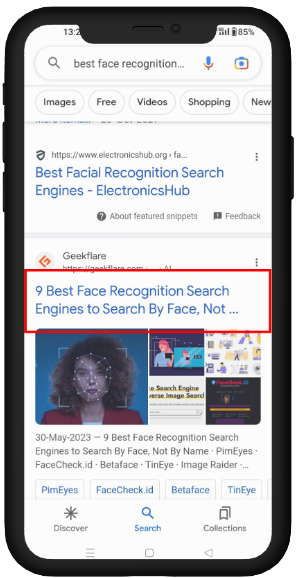 13:2
85%
best face recognition...
Images
Free
Videos
Shopping
New
https://www.electronicshub.org › fa...
Best Facial Recognition Search
Engines - ElectronicsHub
About featured snippets
Feedback
Geekflare
https://geekflare.com
9 Best Face Recognition Search
Engines to Search By Face, Not ...
e Search Engine
verse Image Searc
FaceCheck.ID
30-May-2023 — 9 Best Face Recognition Search
Engines to Search By Face, Not By Name · PimEyes ·
FaceCheck.id · Betaface · TinEye · Image Raider ·...
PimEyes
FaceCheck.id
Betaface
TinEye
Discover
Search
Collections